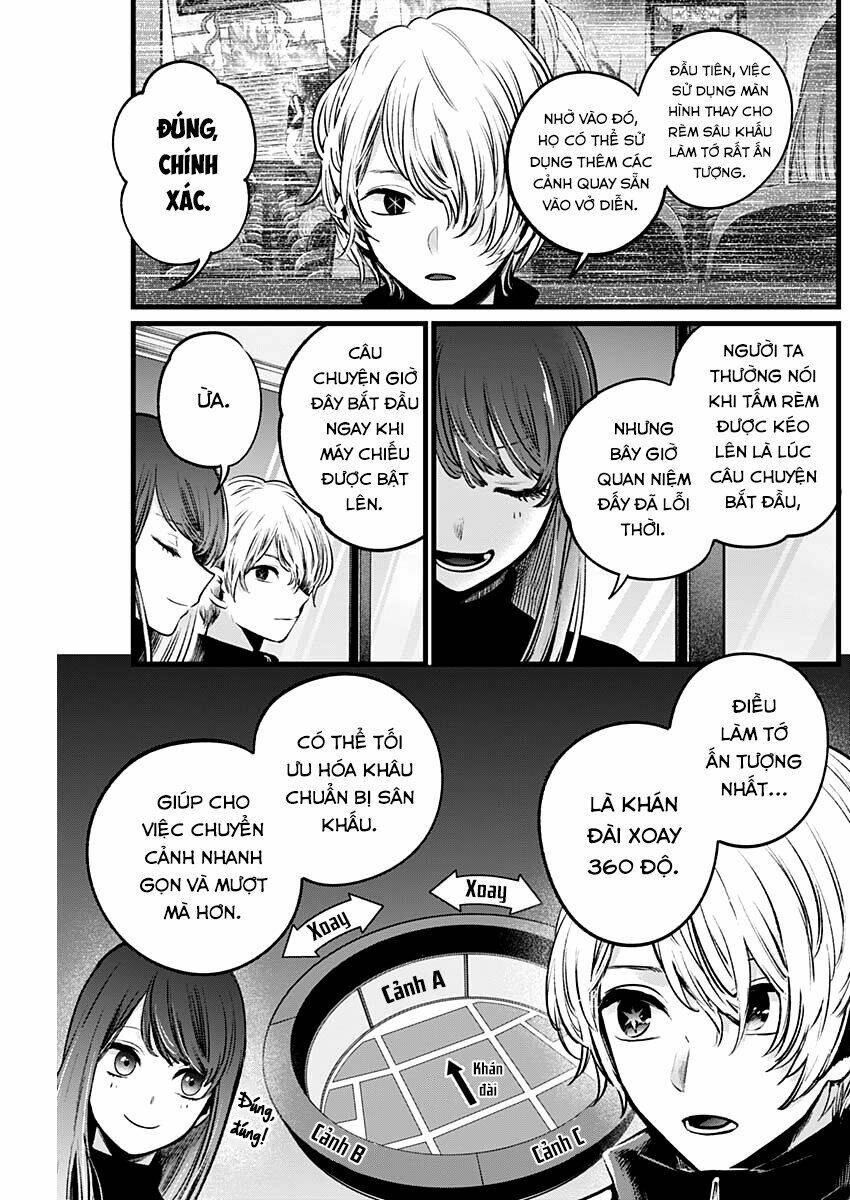 ĐẦU TIÊN, VIỆC
SỬ DỤNG MÀN
HÌNH THAY CHO
RÈM SÂU KHẤU
LÀM TỚ RẤT ẤN
TƯỢNG.
NHỜ VÀO ĐÓ,
HỌ CÓ THỂ SỬ
DỤNG THÊM CÁC
CẢNH QUAY SẴN
VÀO VỞ DIỄN.
ĐÚNG,
CHÍNH
XÁC.
NGƯỜI TA
THƯỜNG NÓI
KHI TẤM RÈM
ĐƯỢC KÉO
LÊN LÀ LÚC
CÂU CHUYỆN
BẮT ĐẦU,
NHƯNG
BÂY GIỜ
QUAN NIỆM
ĐẤY ĐÃ LỖI
THỜI.
CÂU
CHUYỆN GIỜ
ĐÂY BẮT ĐẦU
NGAY KHI
MÁY CHIẾU
ĐƯỢC BẬT
LÊN.
ỪA.
ĐIỀU
LÀM TỚ
ẤN TƯỢNG
NHẤT...
LÀ KHÁN
ĐÀI XOAY
360 ĐỘ.
CÓ THỂ TỐI
ƯU HÓA KHÂU
CHUẨN BỊ SÂN
KHẤU.
GIÚP CHO
VIỆC CHUYỂN
CẢNH NHANH
GỌN VÀ MƯỢT
MÀ HƠN.
Xoay
Xoay
Cảnh A
Khán
đài
Cảnh B
Cảnh C
Đúng,
đúng!